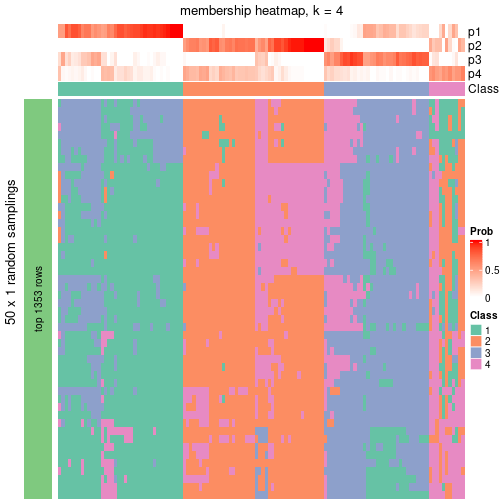 membership heatmap, k = 4
p1
p2
p3
p4
Class
50 x 1 random samplings
top 1353 rows
Prob
1
0.5
0
Class
1
2
3
4